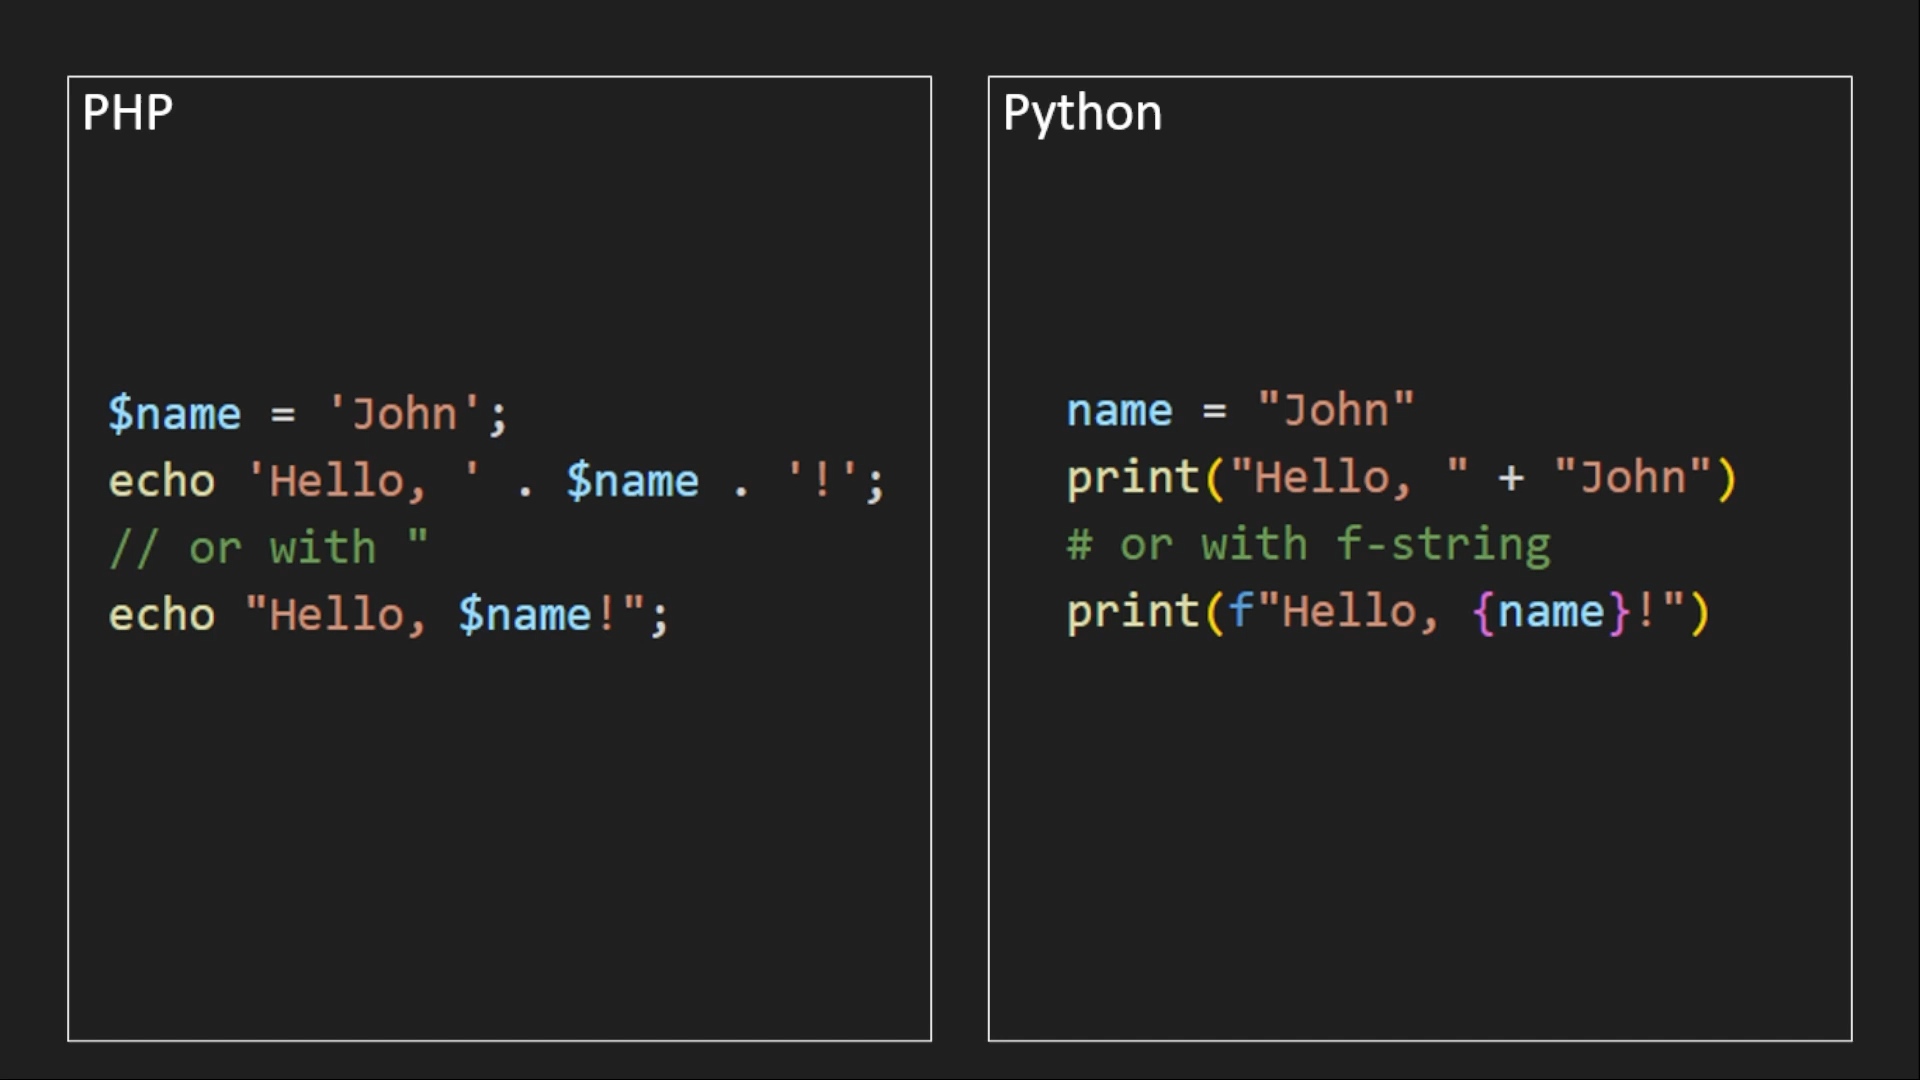 PHP
$name = 'John';
echo 'Hello, ' . $name . '!';
// or with "
echo "Hello, $name!";
Python
name = "John"
print("Hello, " + "John")
# or with f-string
print(f"Hello, {name}!")